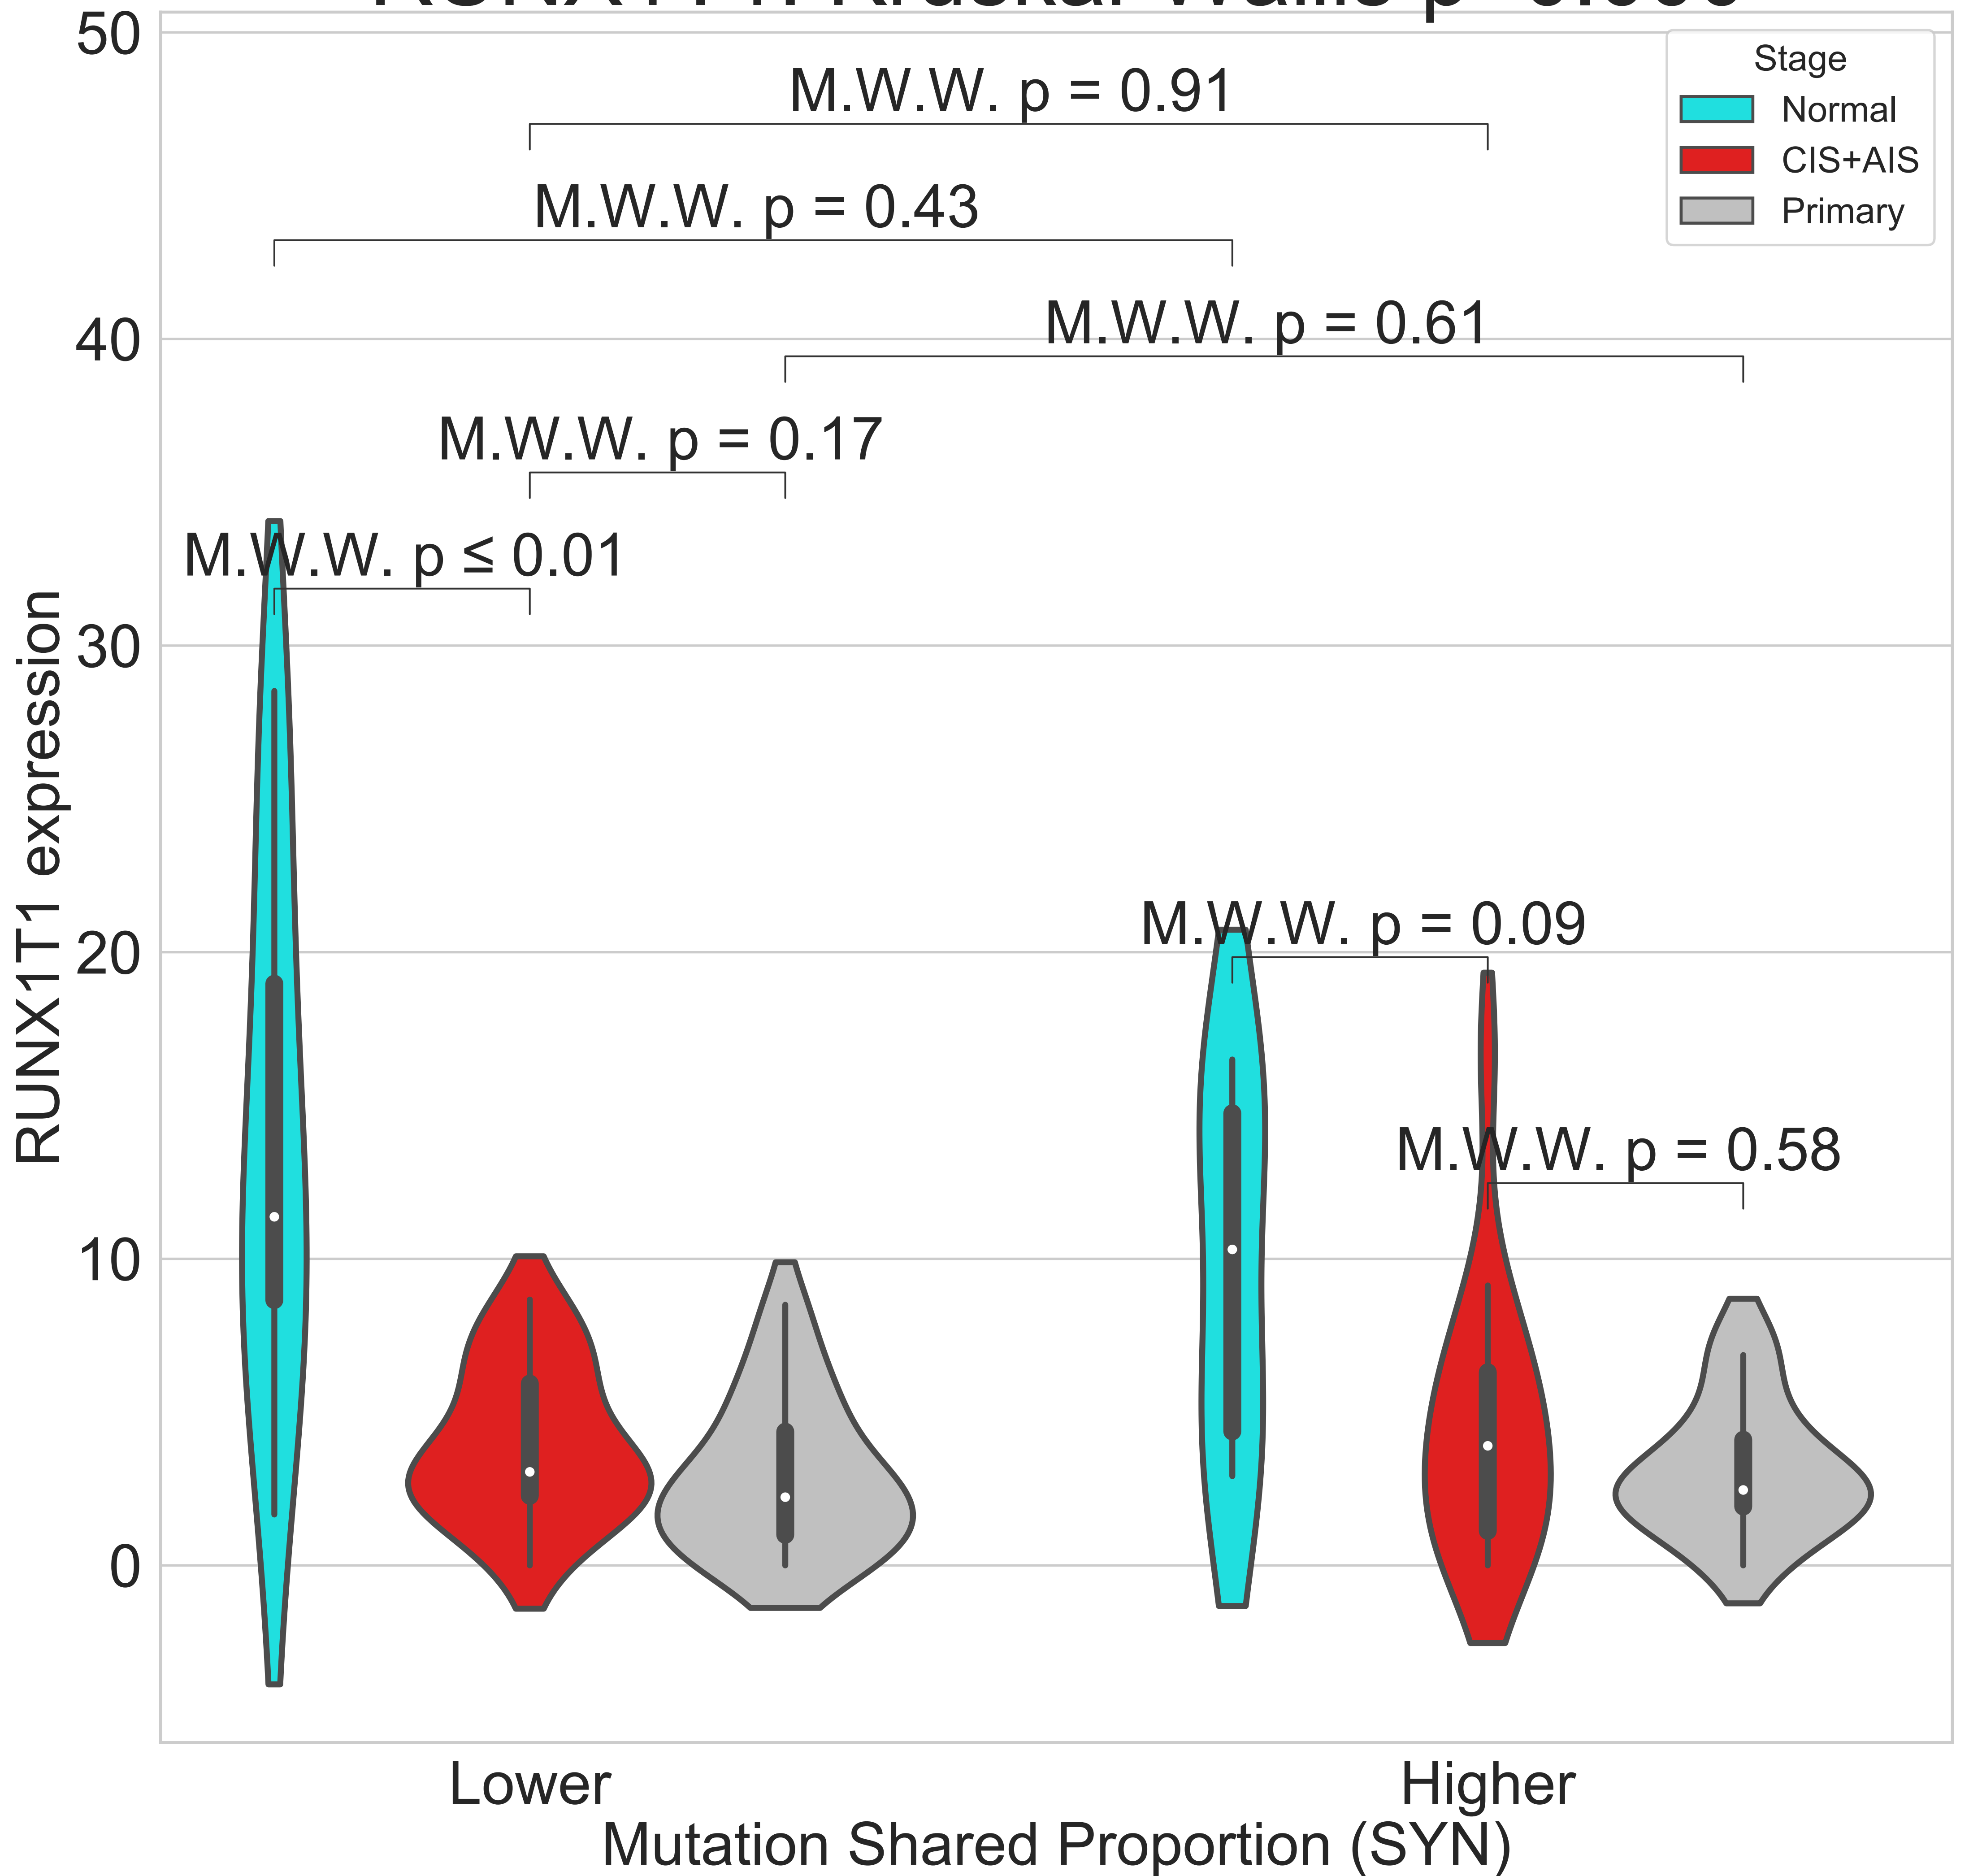 50
M.W.W. p = 0.91
Stage
Normal
CIS+AIS
Primary
M.W.W. p = 0.43
M.W.W. p = 0.61
40
M.W.W. p = 0.17
M.W.W. p ≤ 0.01
30
RUNX1T1 expression
20
M.W.W. p = 0.09
M.W.W. p = 0.58
10
0
Lower
Higher
Mutation Shared Proportion (SYN)